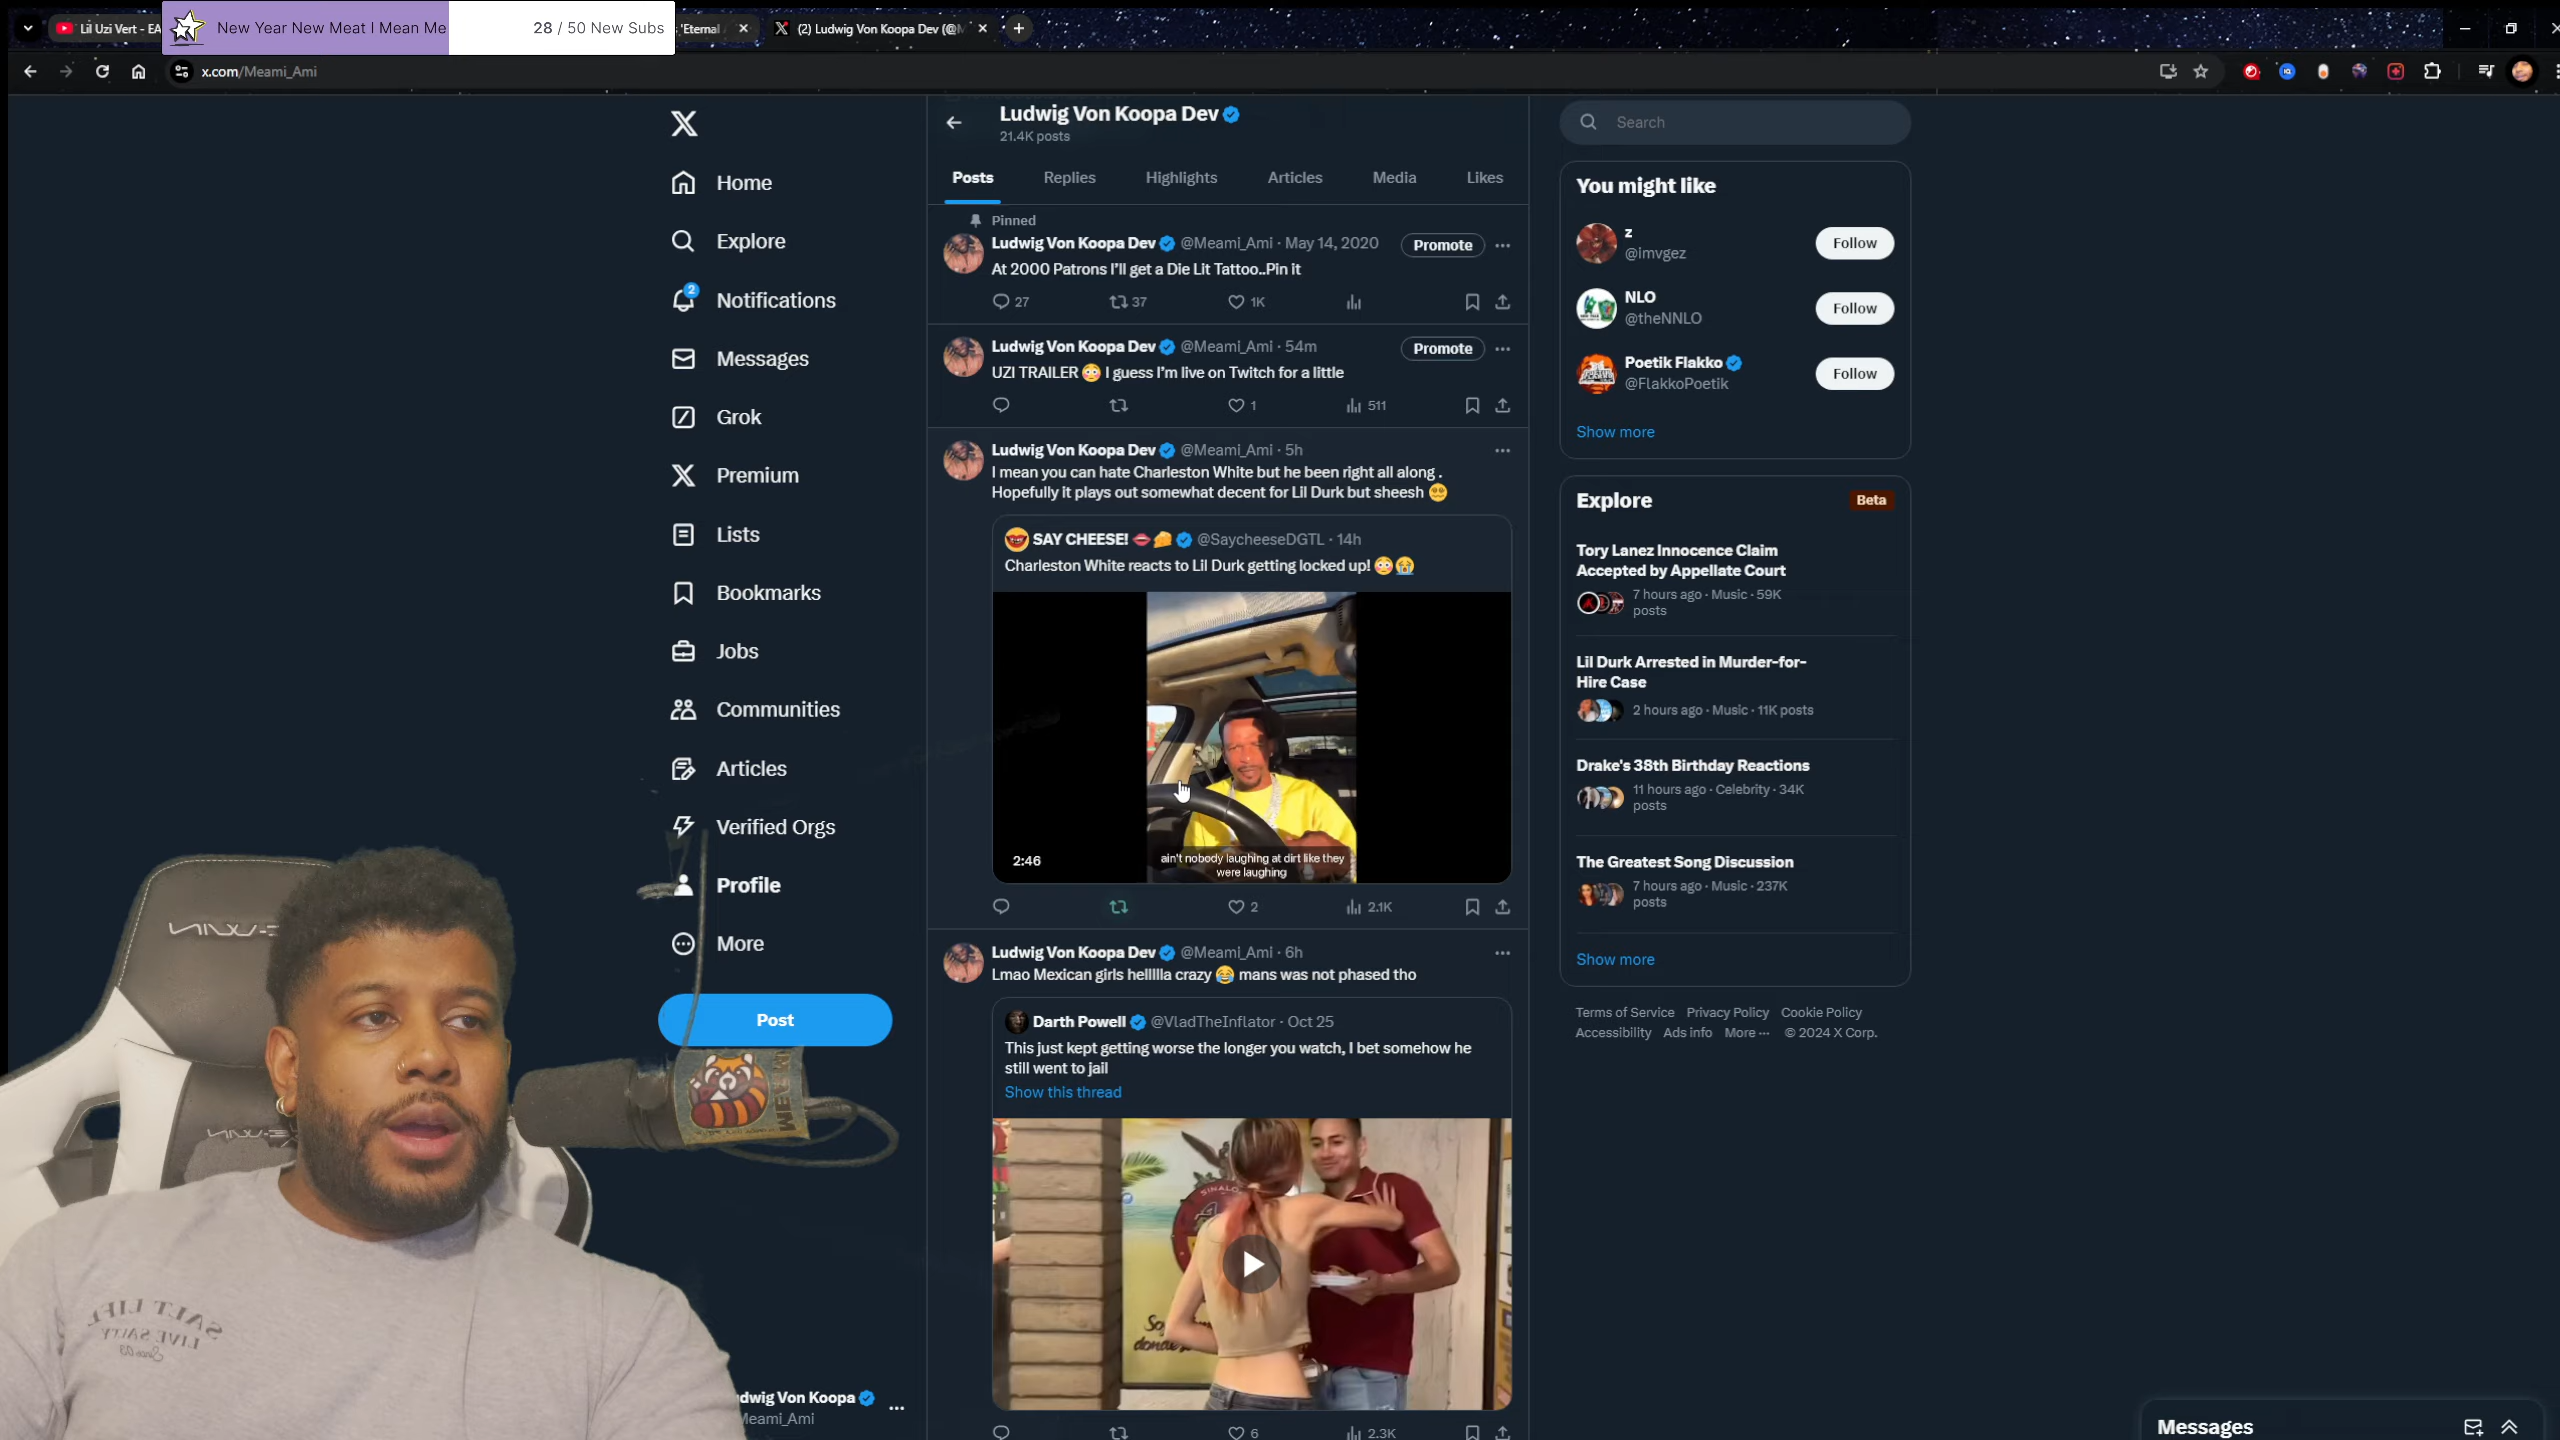 Lil Uzi Vert - EA
New Year New Meat I Mean Me
28 / 50 New Subs
'Eternal
(2) Ludwig Von Koopa Dev (@M
x.com/Meami_Ami
Home
Explore
2
Notifications
Messages
Grok
Premium
Lists
Bookmarks
Jobs
Communities
Articles
Verified Orgs
Profile
More
Post
dwig Von Koopa
Meami_Ami
Ludwig Von Koopa Dev
21.4K posts
Posts Replies Highlights Articles Media Likes
Pinned
Ludwig Von Koopa Dev @Meami_Ami · May 14, 2020 Promote
At 2000 Patrons I'll get a Die Lit Tattoo..Pin it
27 37 1K
Ludwig Von Koopa Dev @Meami_Ami · 54m Promote
UZI TRAILER 😳 I guess I'm live on Twitch for a little
1 511
Ludwig Von Koopa Dev @Meami_Ami · 5h
I mean you can hate Charleston White but he been right all along .
Hopefully it plays out somewhat decent for Lil Durk but sheesh 😵‍💫
SAY CHEESE! 👄🧀 @SaycheeseDGTL · 14h
Charleston White reacts to Lil Durk getting locked up! 😳😭
ain't nobody laughing at dirt like they
were laughing
2:46
2 2.1K
Ludwig Von Koopa Dev @Meami_Ami · 6h
Lmao Mexican girls helllllla crazy 😂 mans was not phased tho
Darth Powell @VladTheInflator · Oct 25
This just kept getting worse the longer you watch, I bet somehow he
still went to jail
Show this thread
SINALO
6 2.3K
Search
You might like
z
@imvgez
Follow
NLO
@theNNLO
Follow
Poetik Flakko
@FlakkoPoetik
Follow
Show more
Explore
Beta
Tory Lanez Innocence Claim
Accepted by Appellate Court
7 hours ago · Music · 59K
posts
Lil Durk Arrested in Murder-for-
Hire Case
2 hours ago · Music · 11K posts
Drake's 38th Birthday Reactions
11 hours ago · Celebrity · 34K
posts
The Greatest Song Discussion
7 hours ago · Music · 237K
posts
Show more
Terms of Service Privacy Policy Cookie Policy
Accessibility Ads info More ··· © 2024 X Corp.
Messages
SALT LIFE
LIVE SALTY
Since 03